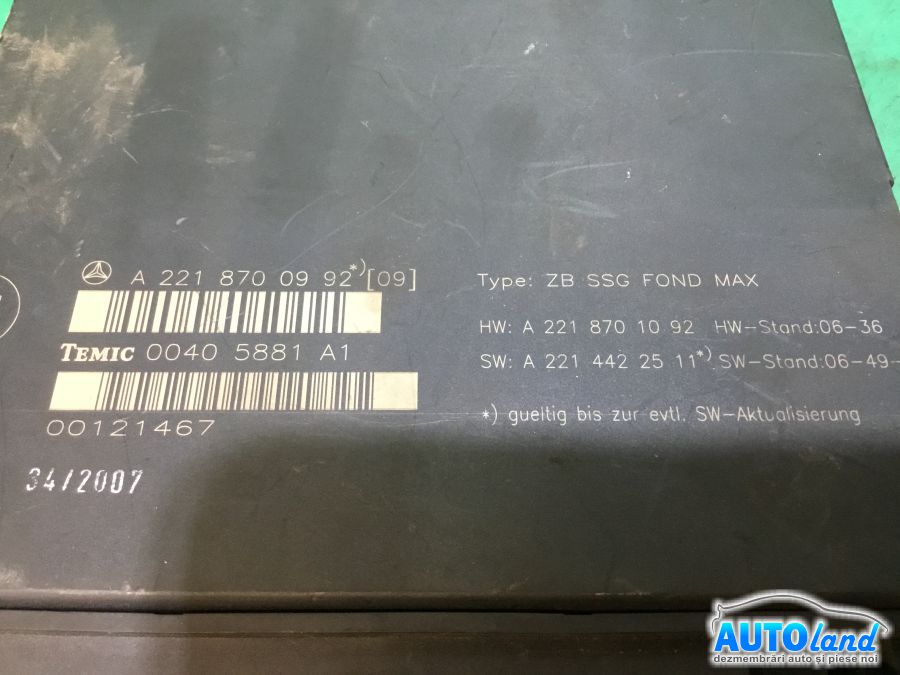 A 221 870 09 92*) [09]
TEMIC 0040 5881 A1
00121467
34/2007
Type: ZB SSG FOND MAX
HW: A 221 870 10 92 HW-Stand:06-36
SW: A 221 442 25 11*) SW-Stand:06-49-
*) gueltig bis zur evtl. SW-Aktualisierung
AUTOland
dezmembrări auto și piese noi